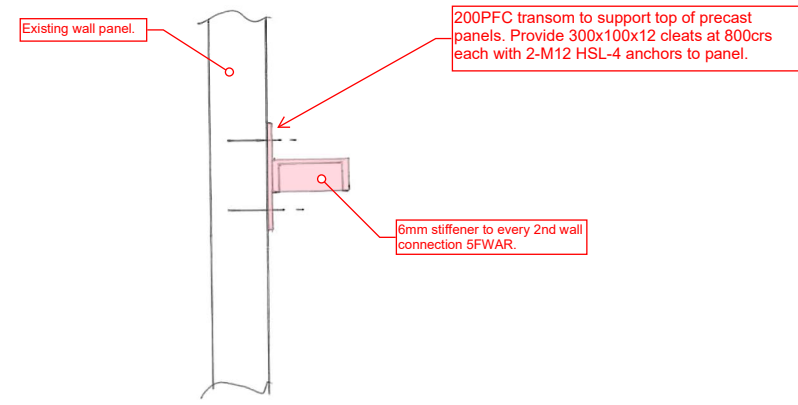 Existing wall panel.
200PFC transom to support top of precast
panels. Provide 300x100x12 cleats at 800crs
each with 2-M12 HSL-4 anchors to panel.
6mm stiffener to every 2nd wall
connection 5FWAR.